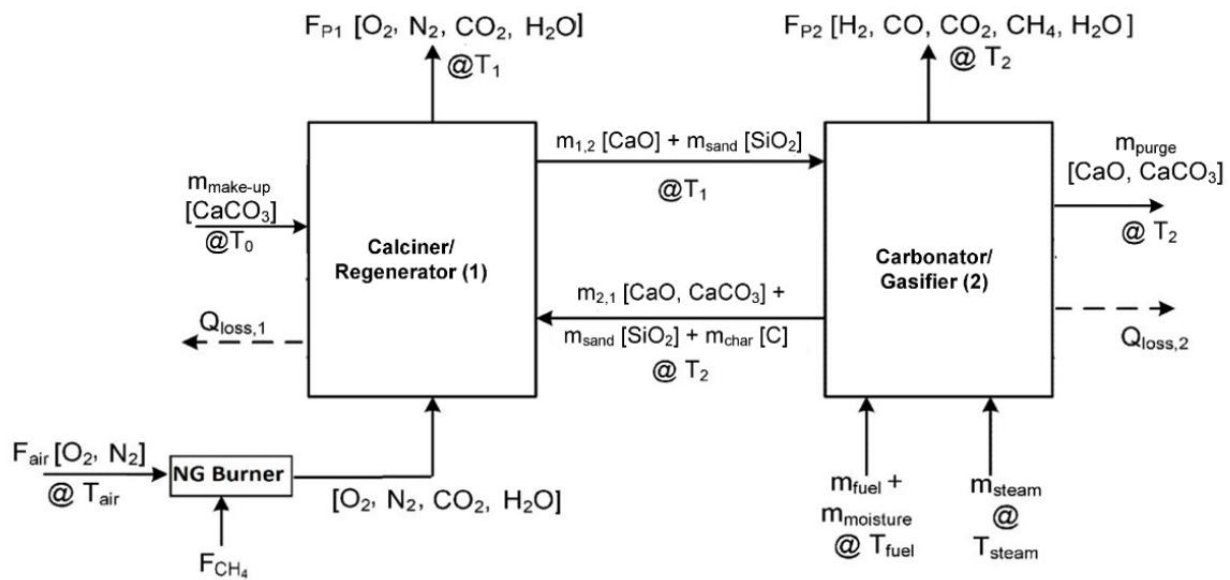 F_P1 [O₂, N₂, CO₂, H₂O]
@T₁
F_P2 [H₂, CO, CO₂, CH₄, H₂O]
@ T₂
m_1,2 [CaO] + m_sand [SiO₂]
@T₁
m_make-up
[CaCO₃]
@T₀
Calciner/
Regenerator (1)
Carbonator/
Gasifier (2)
m_purge
[CaO, CaCO₃]
@ T₂
m_2,1 [CaO, CaCO₃] +
m_sand [SiO₂] + m_char [C]
@ T₂
Q_loss,1
Q_loss,2
F_air [O₂, N₂]
@ T_air
NG Burner
[O₂, N₂, CO₂, H₂O]
F_CH₄
m_fuel +
m_moisture
@ T_fuel
m_steam
@
T_steam